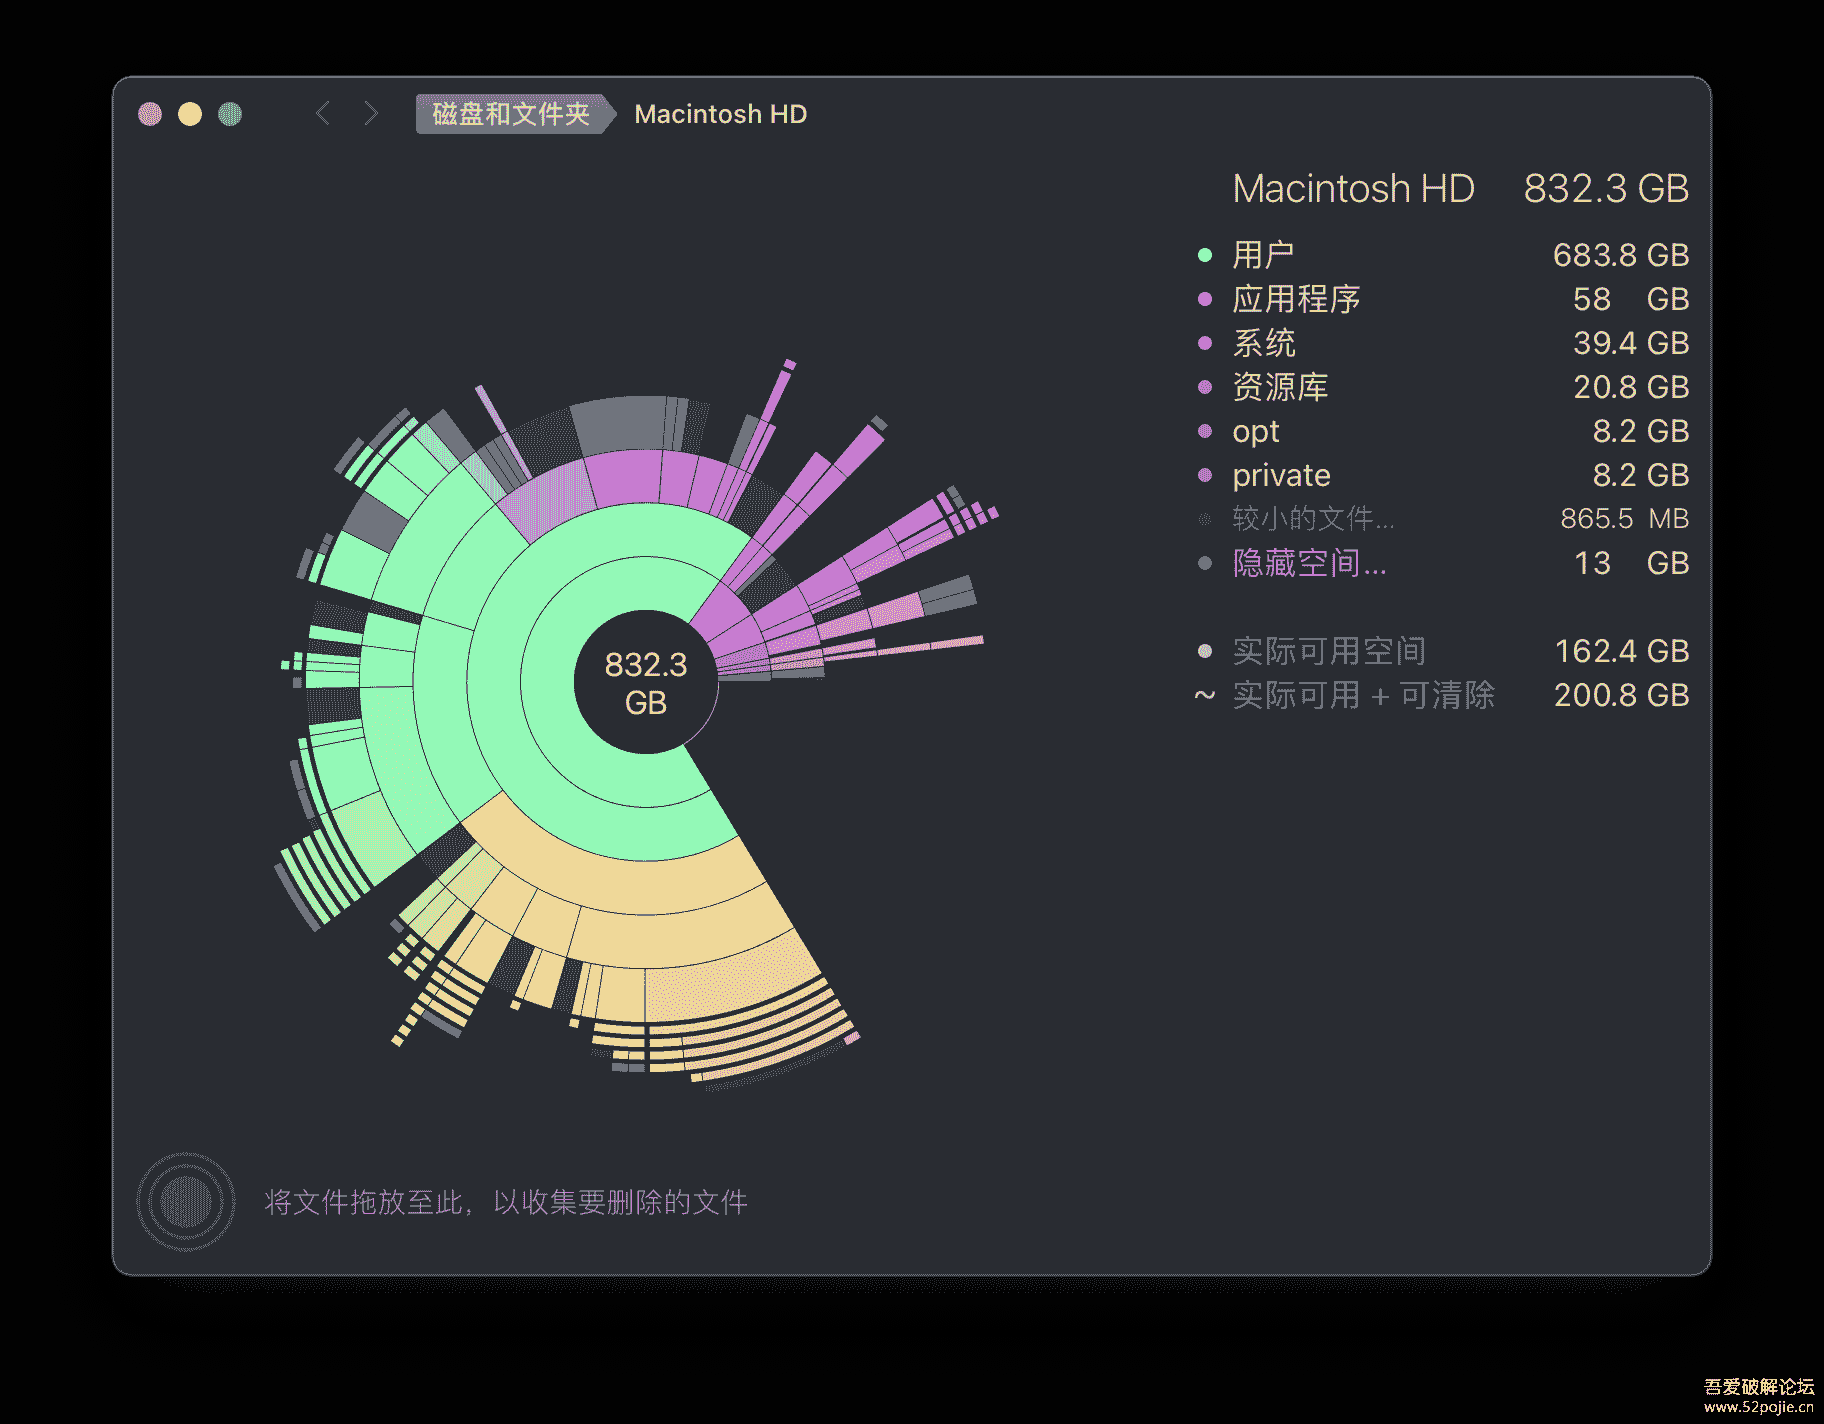 磁盘和文件夹 Macintosh HD
Macintosh HD 832.3 GB
用户 683.8 GB
应用程序 58 GB
系统 39.4 GB
资源库 20.8 GB
opt 8.2 GB
private 8.2 GB
较小的文件... 865.5 MB
隐藏空间... 13 GB
实际可用空间 162.4 GB
~ 实际可用 + 可清除 200.8 GB
832.3
GB
将文件拖放至此，以收集要删除的文件
吾爱破解论坛
www.52pojie.cn